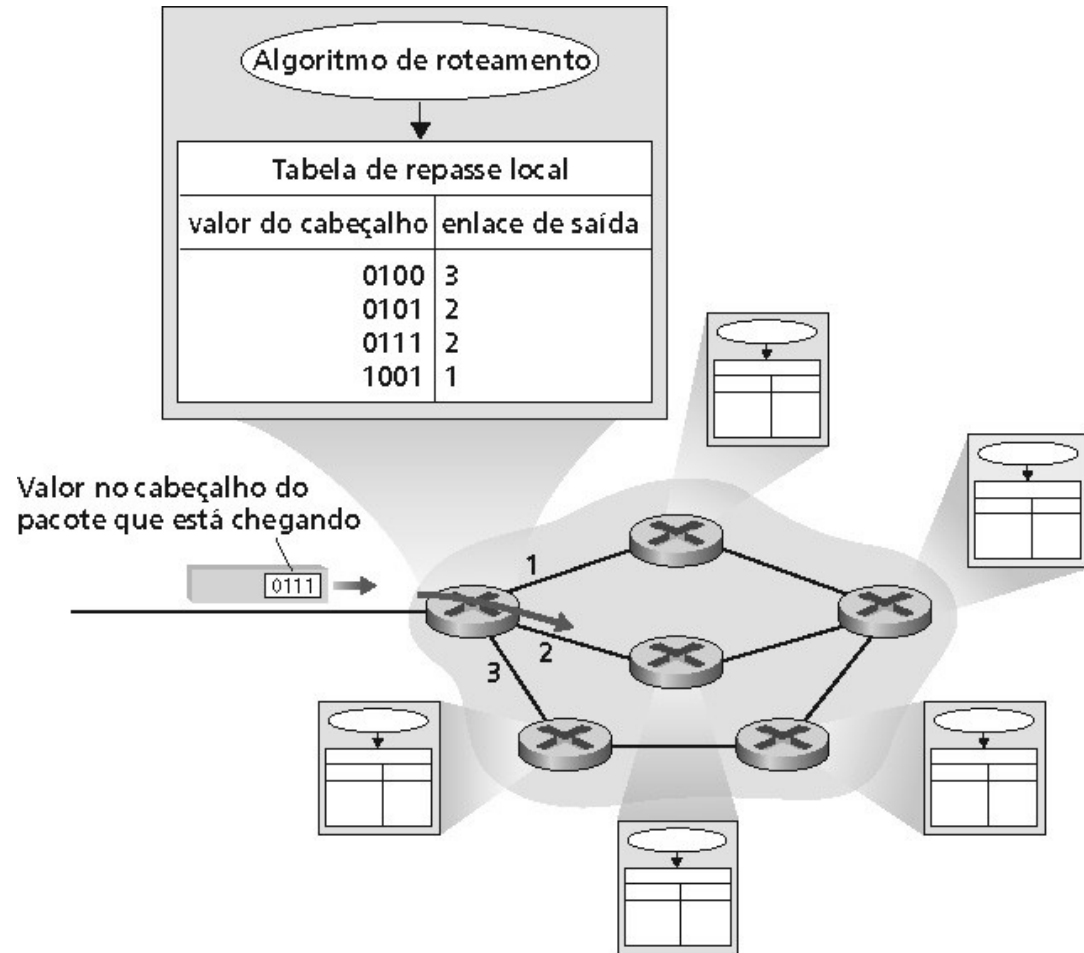 Algoritmo de roteamento
Tabela de repasse local
valor do cabeçalho enlace de saída
0100 3
0101 2
0111 2
1001 1
Valor no cabeçalho do
pacote que está chegando
0111
1
2
3